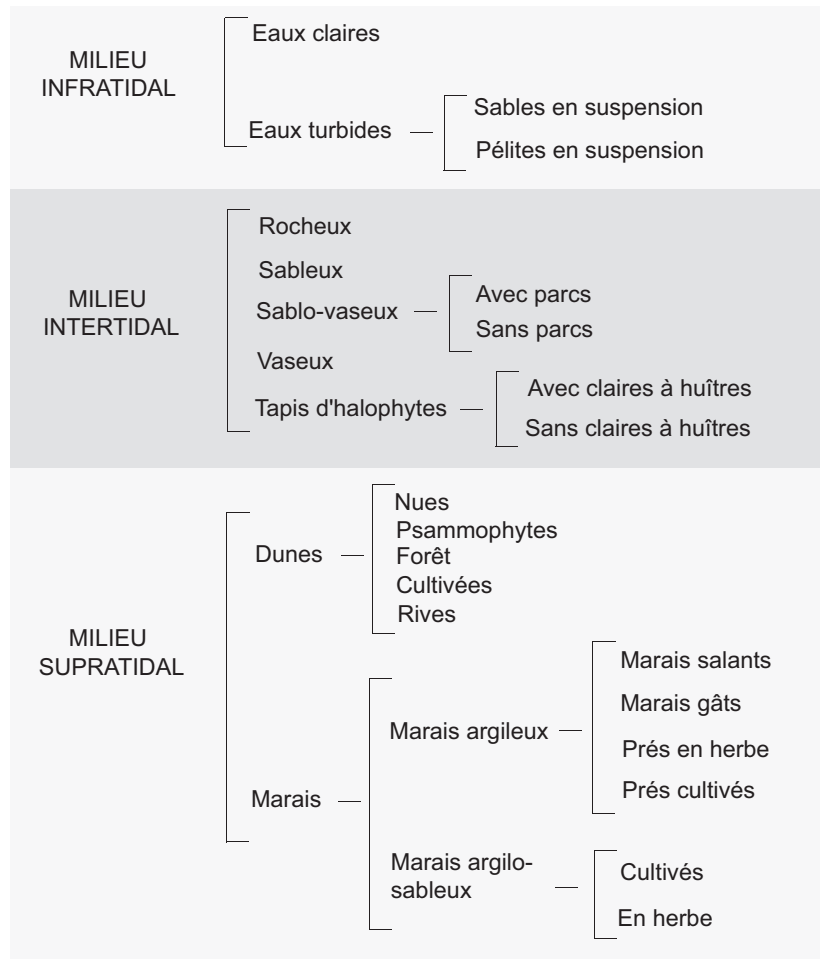 MILIEU
INFRATIDAL
Eaux claires
Eaux turbides
Sables en suspension
Pélites en suspension
MILIEU
INTERTIDAL
Rocheux
Sableux
Sablo-vaseux
Avec parcs
Sans parcs
Vaseux
Tapis d'halophytes
Avec claires à huîtres
Sans claires à huîtres
MILIEU
SUPRATIDAL
Dunes
Nues
Psammophytes
Forêt
Cultivées
Rives
Marais
Marais argileux
Marais salants
Marais gâts
Prés en herbe
Prés cultivés
Marais argilo-
sableux
Cultivés
En herbe